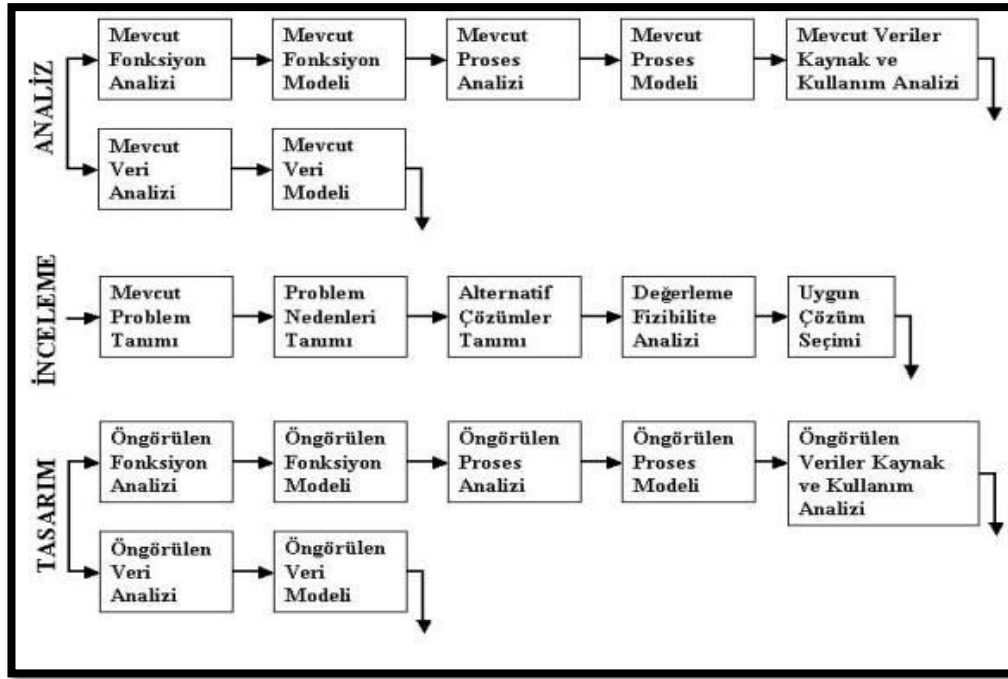 ANALİZ
Mevcut
Fonksiyon
Analizi
Mevcut
Fonksiyon
Modeli
Mevcut
Proses
Analizi
Mevcut
Proses
Modeli
Mevcut Veriler
Kaynak ve
Kullanım Analizi
Mevcut
Veri
Analizi
Mevcut
Veri
Modeli
İNCELEME
Mevcut
Problem
Tanımı
Problem
Nedenleri
Tanımı
Alternatif
Çözümler
Tanımı
Değerleme
Fizibilite
Analizi
Uygun
Çözüm
Seçimi
TASARIM
Öngörülen
Fonksiyon
Analizi
Öngörülen
Fonksiyon
Modeli
Öngörülen
Proses
Analizi
Öngörülen
Proses
Modeli
Öngörülen
Veriler Kaynak
ve Kullanım
Analizi
Öngörülen
Veri
Analizi
Öngörülen
Veri
Modeli